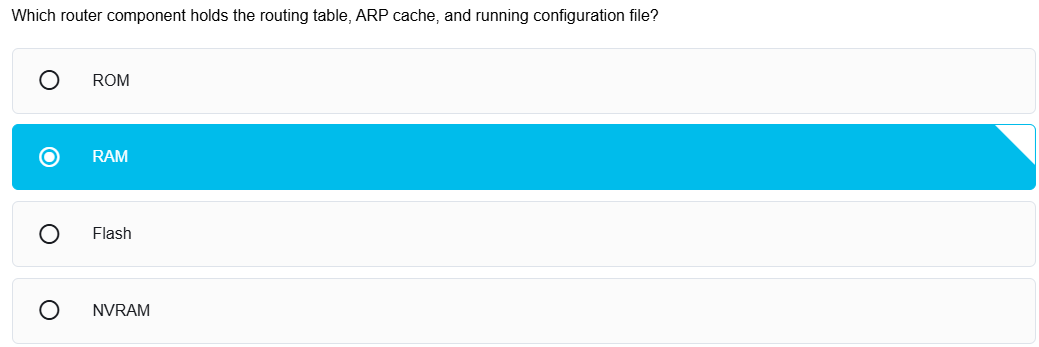 Which router component holds the routing table, ARP cache, and running configuration file?
ROM
RAM
Flash
NVRAM